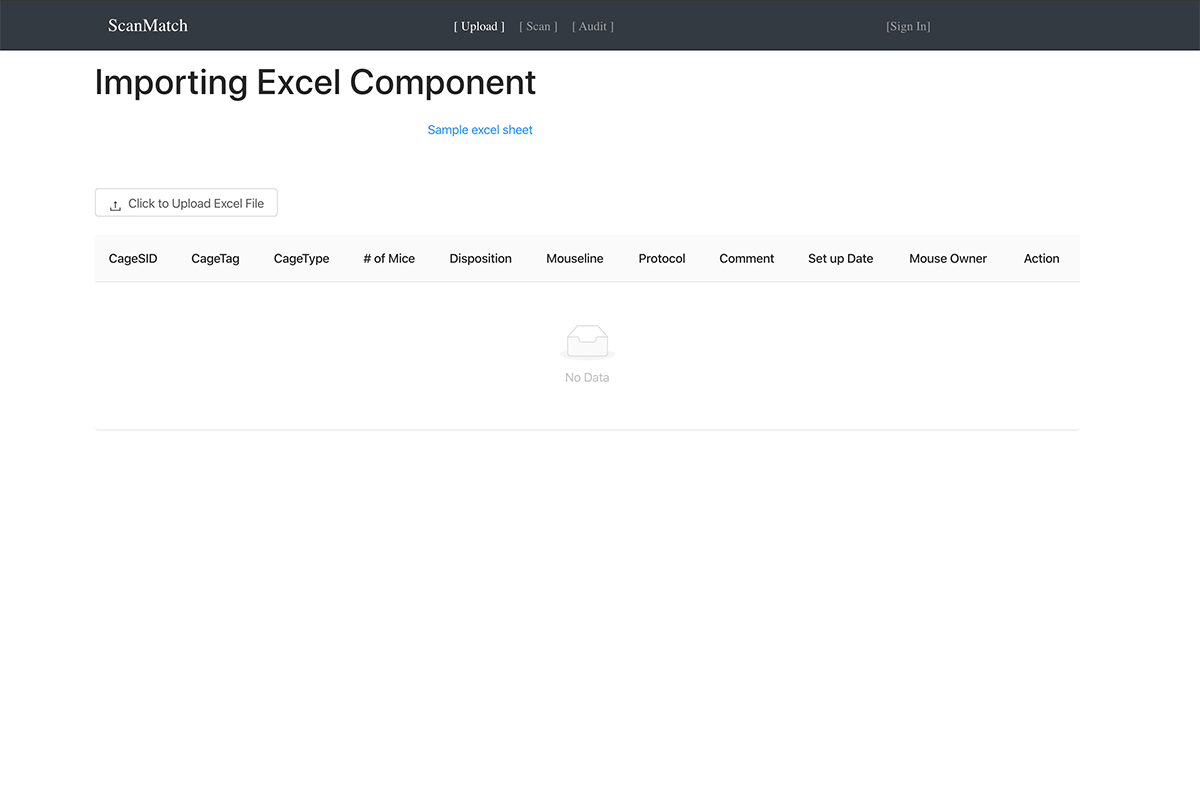 ScanMatch [ Upload ] [ Scan ] [ Audit ] [Sign In]
Importing Excel Component
Sample excel sheet
Click to Upload Excel File
CageSID CageTag CageType # of Mice Disposition Mouseline Protocol Comment Set up Date Mouse Owner Action
No Data